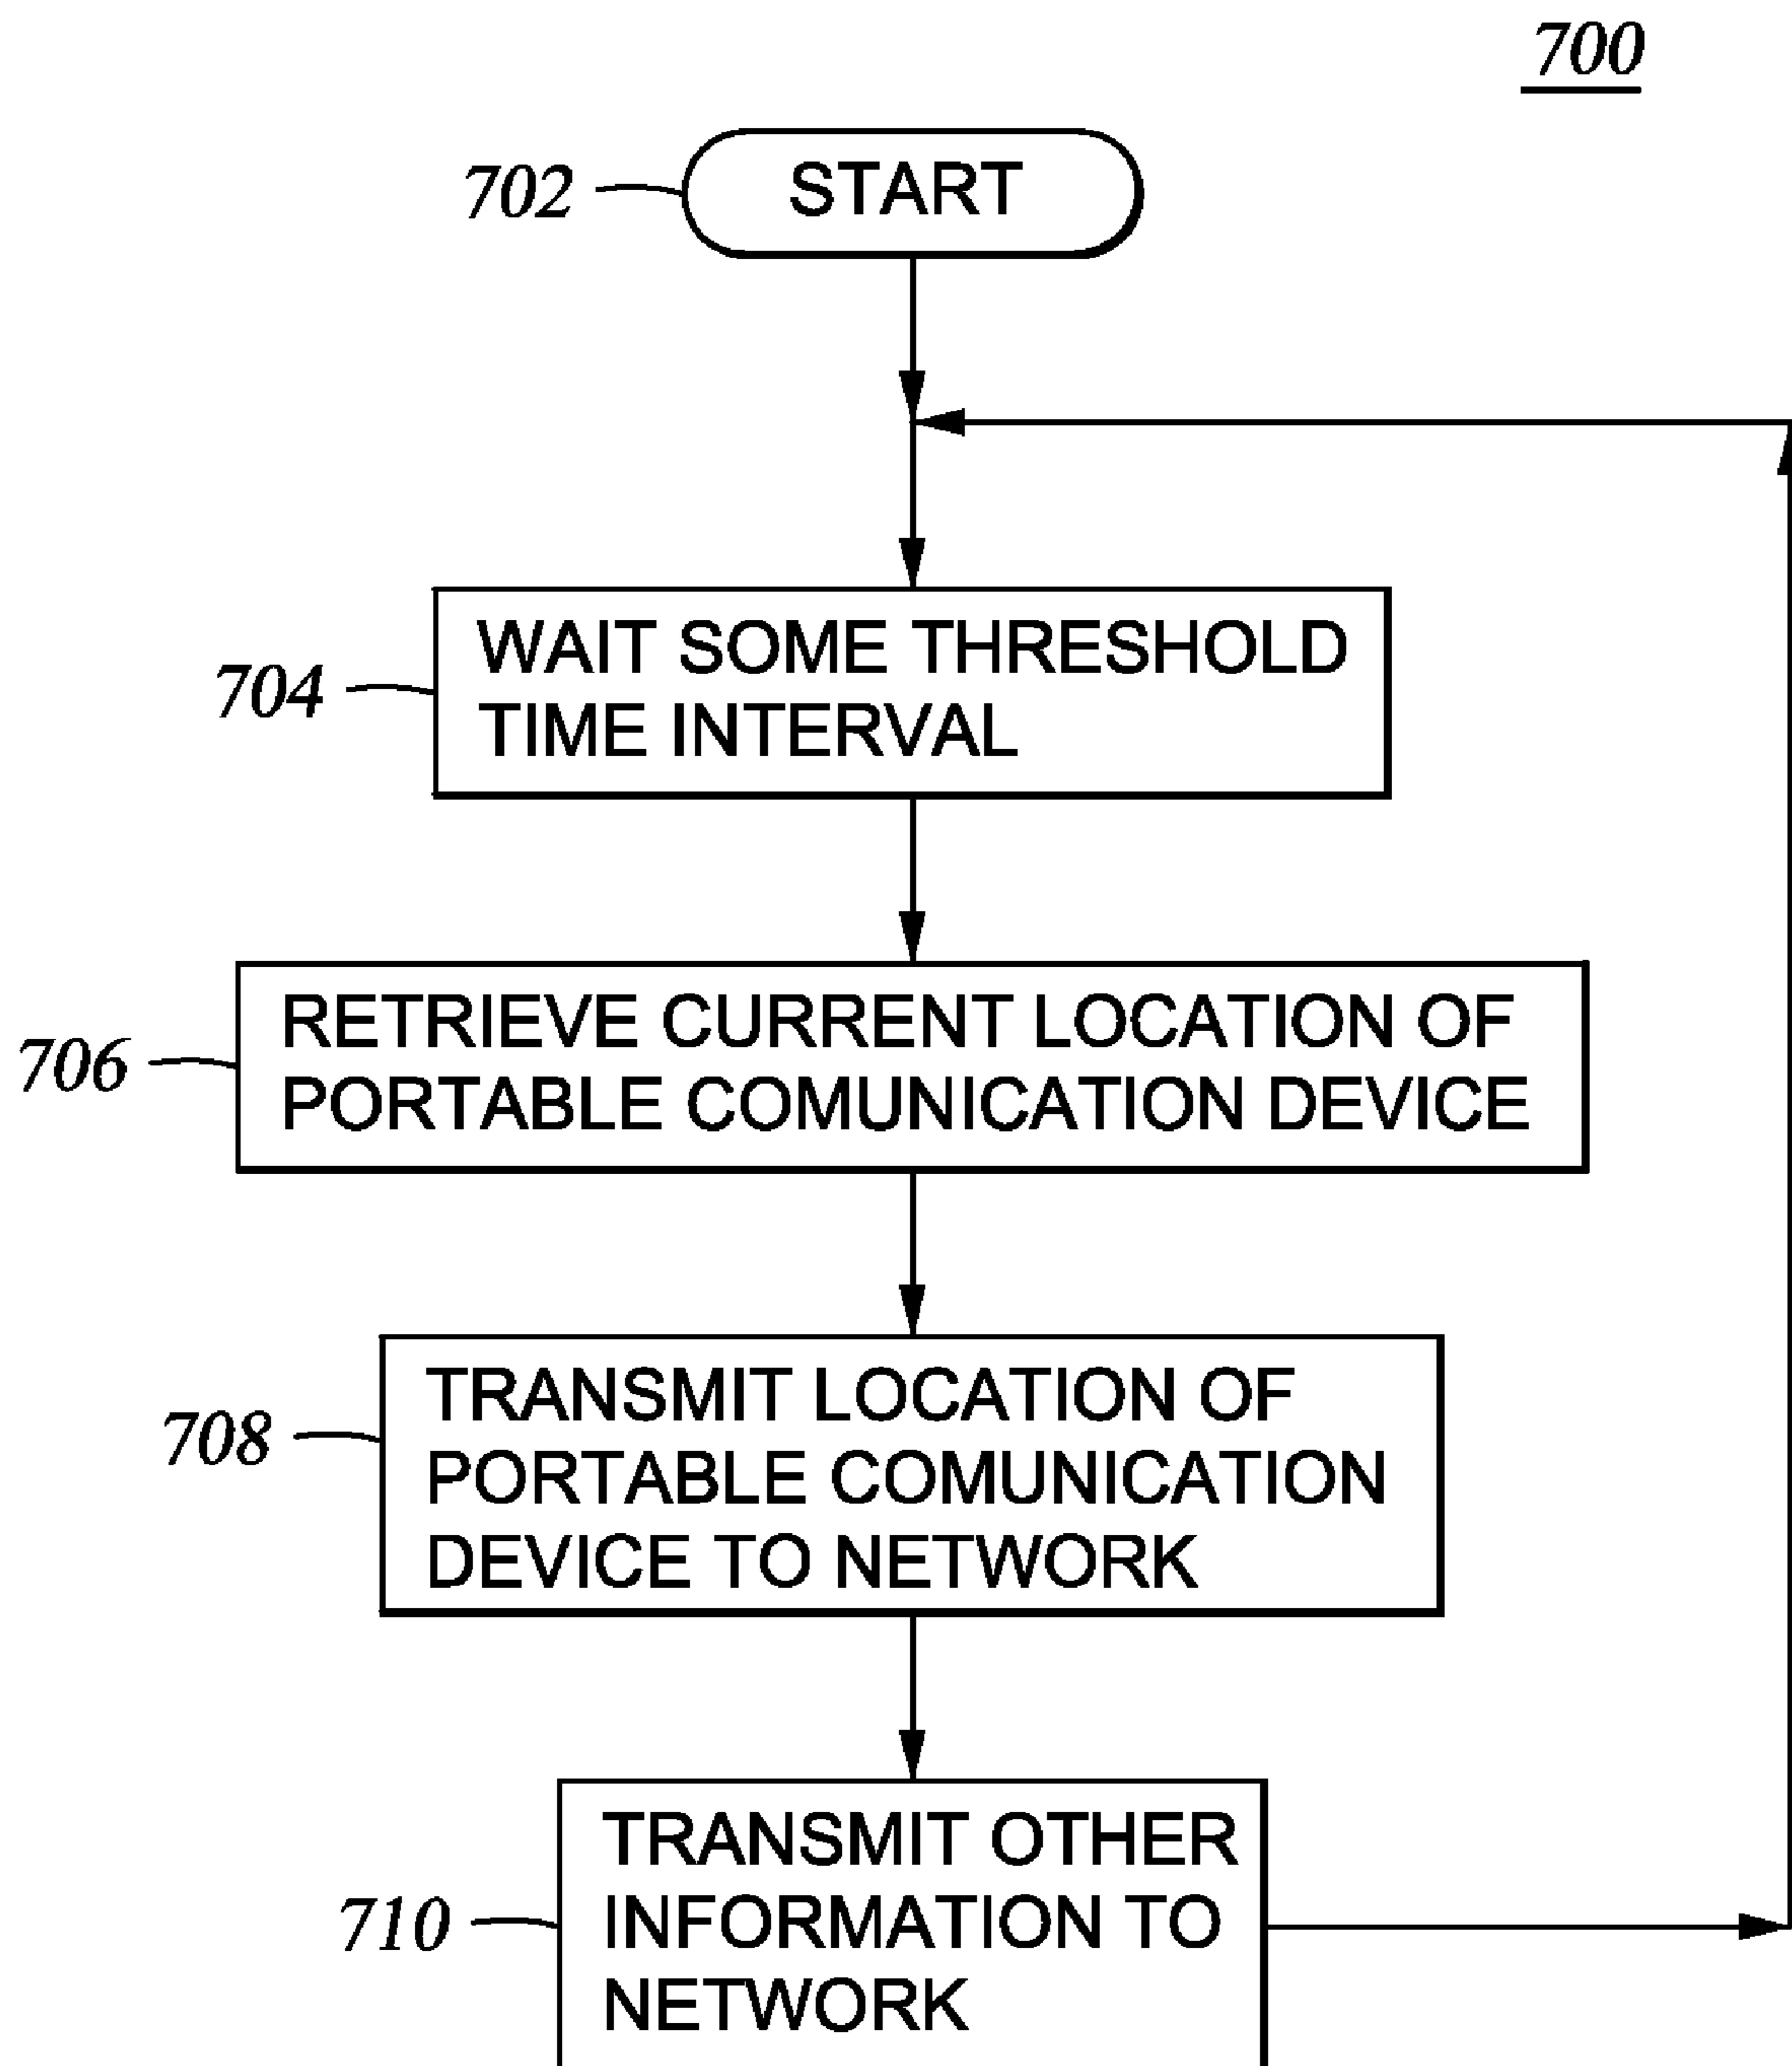 700
702
START
704
WAIT SOME THRESHOLD
TIME INTERVAL
706
RETRIEVE CURRENT LOCATION OF
PORTABLE COMUNICATION DEVICE
708
TRANSMIT LOCATION OF
PORTABLE COMUNICATION
DEVICE TO NETWORK
710
TRANSMIT OTHER
INFORMATION TO
NETWORK